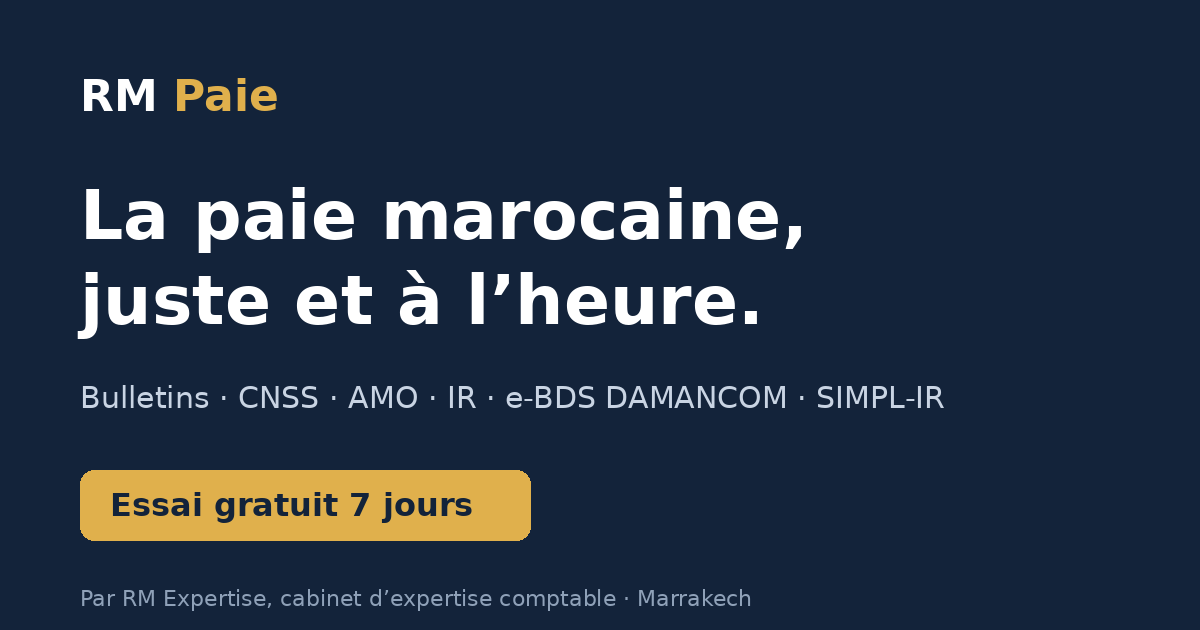 RM Paie
La paie marocaine,
juste et à l’heure.
Bulletins · CNSS · AMO · IR · e-BDS DAMANCOM · SIMPL-IR
Essai gratuit 7 jours
Par RM Expertise, cabinet d’expertise comptable · Marrakech